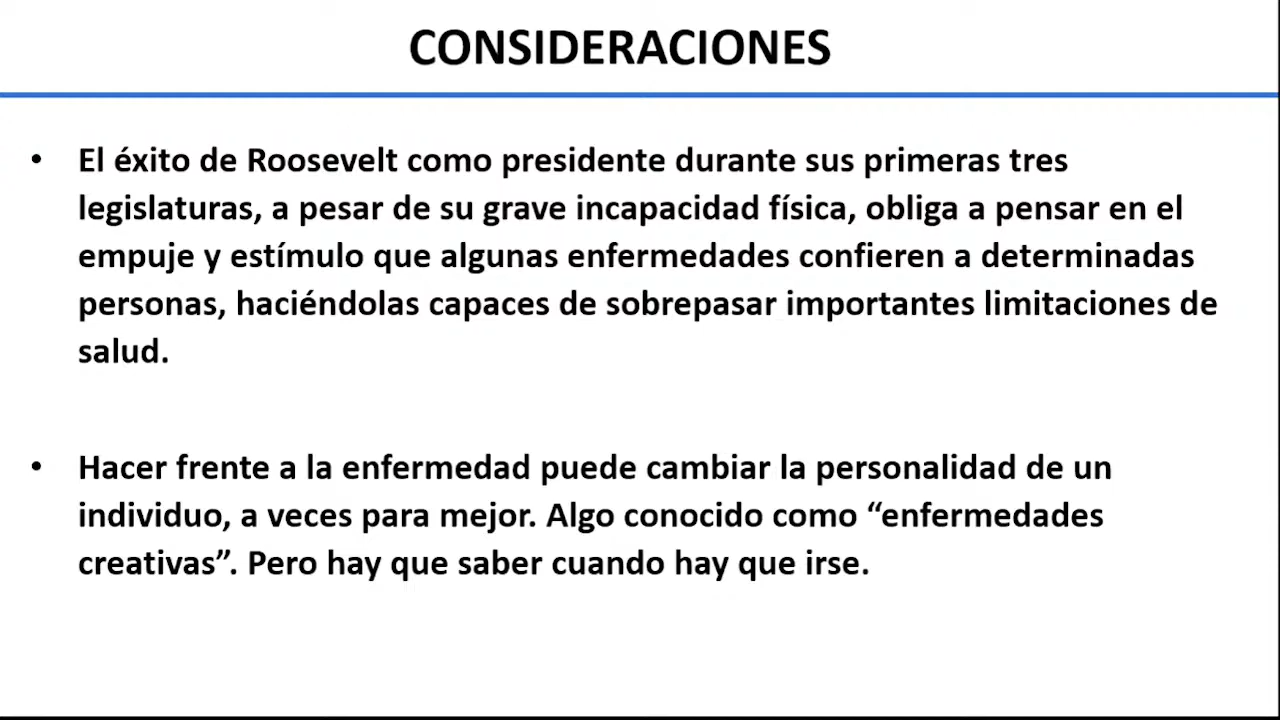 CONSIDERACIONES
• El éxito de Roosevelt como presidente durante sus primeras tres
legislaturas, a pesar de su grave incapacidad física, obliga a pensar en el
empuje y estímulo que algunas enfermedades confieren a determinadas
personas, haciéndolas capaces de sobrepasar importantes limitaciones de
salud.
• Hacer frente a la enfermedad puede cambiar la personalidad de un
individuo, a veces para mejor. Algo conocido como “enfermedades
creativas”. Pero hay que saber cuando hay que irse.